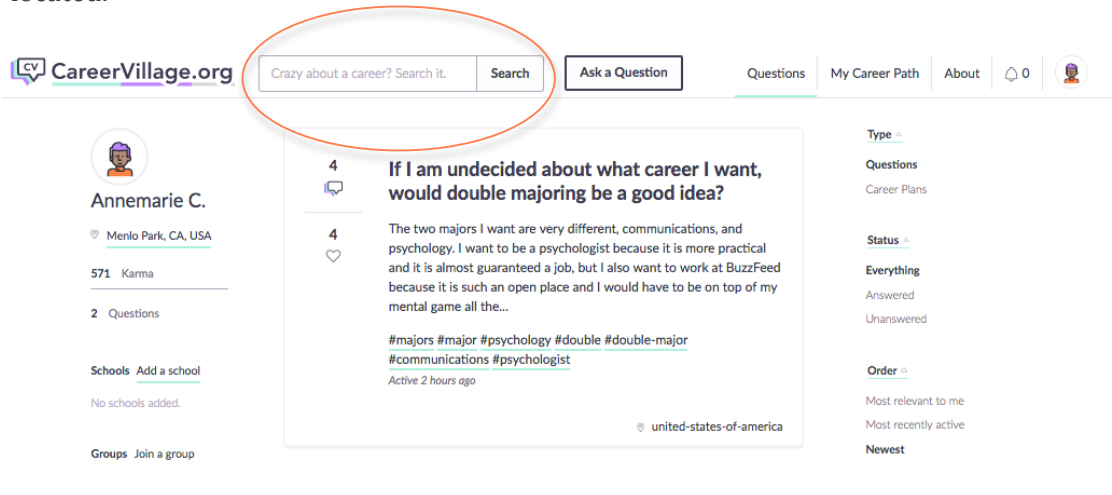 located.
CV CareerVillage.org
Crazy about a career? Search it.
Search
Ask a Question
Questions
My Career Path
About
0
Annemarie C.
Menlo Park, CA, USA
571 Karma
2 Questions
Schools Add a school
No schools added.
Groups Join a group
4
4
If I am undecided about what career I want,
would double majoring be a good idea?
The two majors I want are very different, communications, and
psychology. I want to be a psychologist because it is more practical
and it is almost guaranteed a job, but I also want to work at BuzzFeed
because it is such an open place and I would have to be on top of my
mental game all the...
#majors #major #psychology #double #double-major
#communications #psychologist
Active 2 hours ago
united-states-of-america
Type
Questions
Career Plans
Status
Everything
Answered
Unanswered
Order
Most relevant to me
Most recently active
Newest